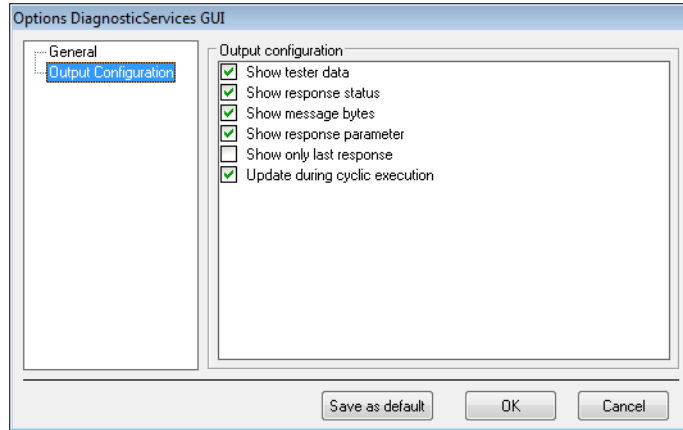 Options DiagnosticServices GUI
General
Output Configuration
Output configuration
Show tester data
Show response status
Show message bytes
Show response parameter
Show only last response
Update during cyclic execution
Save as default
OK
Cancel